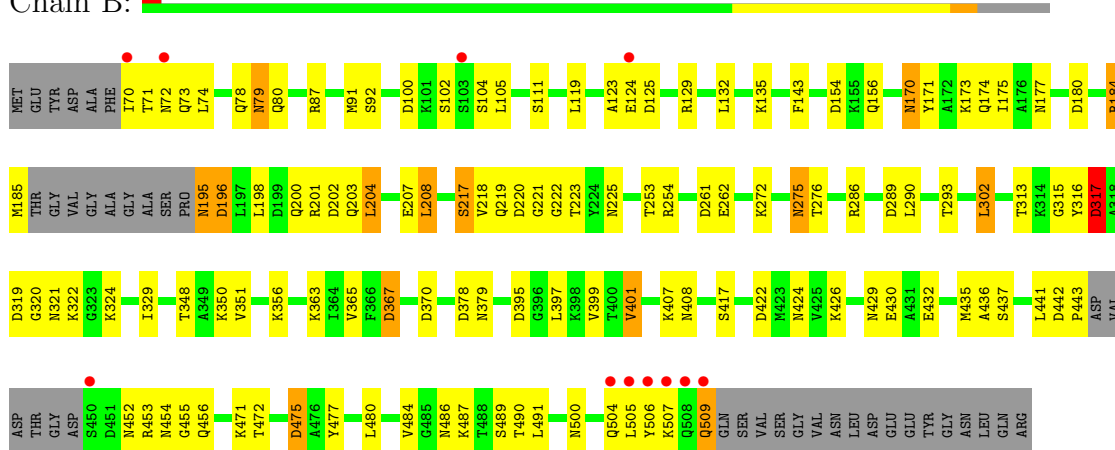 Chain B:
MET GLU TYR ASP ALA PHE I70 T71 N72 Q73 L74 Q78 N79 Q80 R87 M91 S92 D100 K101 S102 S103 S104 L105 S111 L119 A123 E124 D125 R129 L132 K135 F143 D154 K155 Q156 N170 Y171 A172 K173 Q174 I175 A176 N177 D180
M185 THR GLY VAL GLY ALA GLY ALA SER PRO N195 D196 L197 L198 D199 Q200 R201 D202 Q203 L204 E207 L208 S217 V218 Q219 D220 G221 G222 T223 Y224 N225 T253 R254 D261 E262 K272 N275 T276 R286 D289 L290 T293 L302 T313 K314 G315 Y316 D317 A318
D319 G320 N321 K322 G323 K324 I329 T348 A349 K350 V351 K356 K363 I364 V365 F366 D367 D370 D378 N379 D395 G396 L397 K398 V399 T400 V401 K407 N408 S417 D422 M423 N424 V425 K426 N429 E430 A431 E432 M435 A436 S437 L441 D442 P443 ASP VAL
ASP THR GLY ASP S450 D451 N452 R453 N454 G455 Q456 K471 T472 D475 A476 Y477 L480 V484 G485 N486 K487 T488 S489 T490 L491 N500 Q504 L505 Y506 K507 Q508 Q509 GLN SER VAL SER GLY VAL ASN LEU ASP GLU GLU TYR GLY ASN LEU GLN ARG